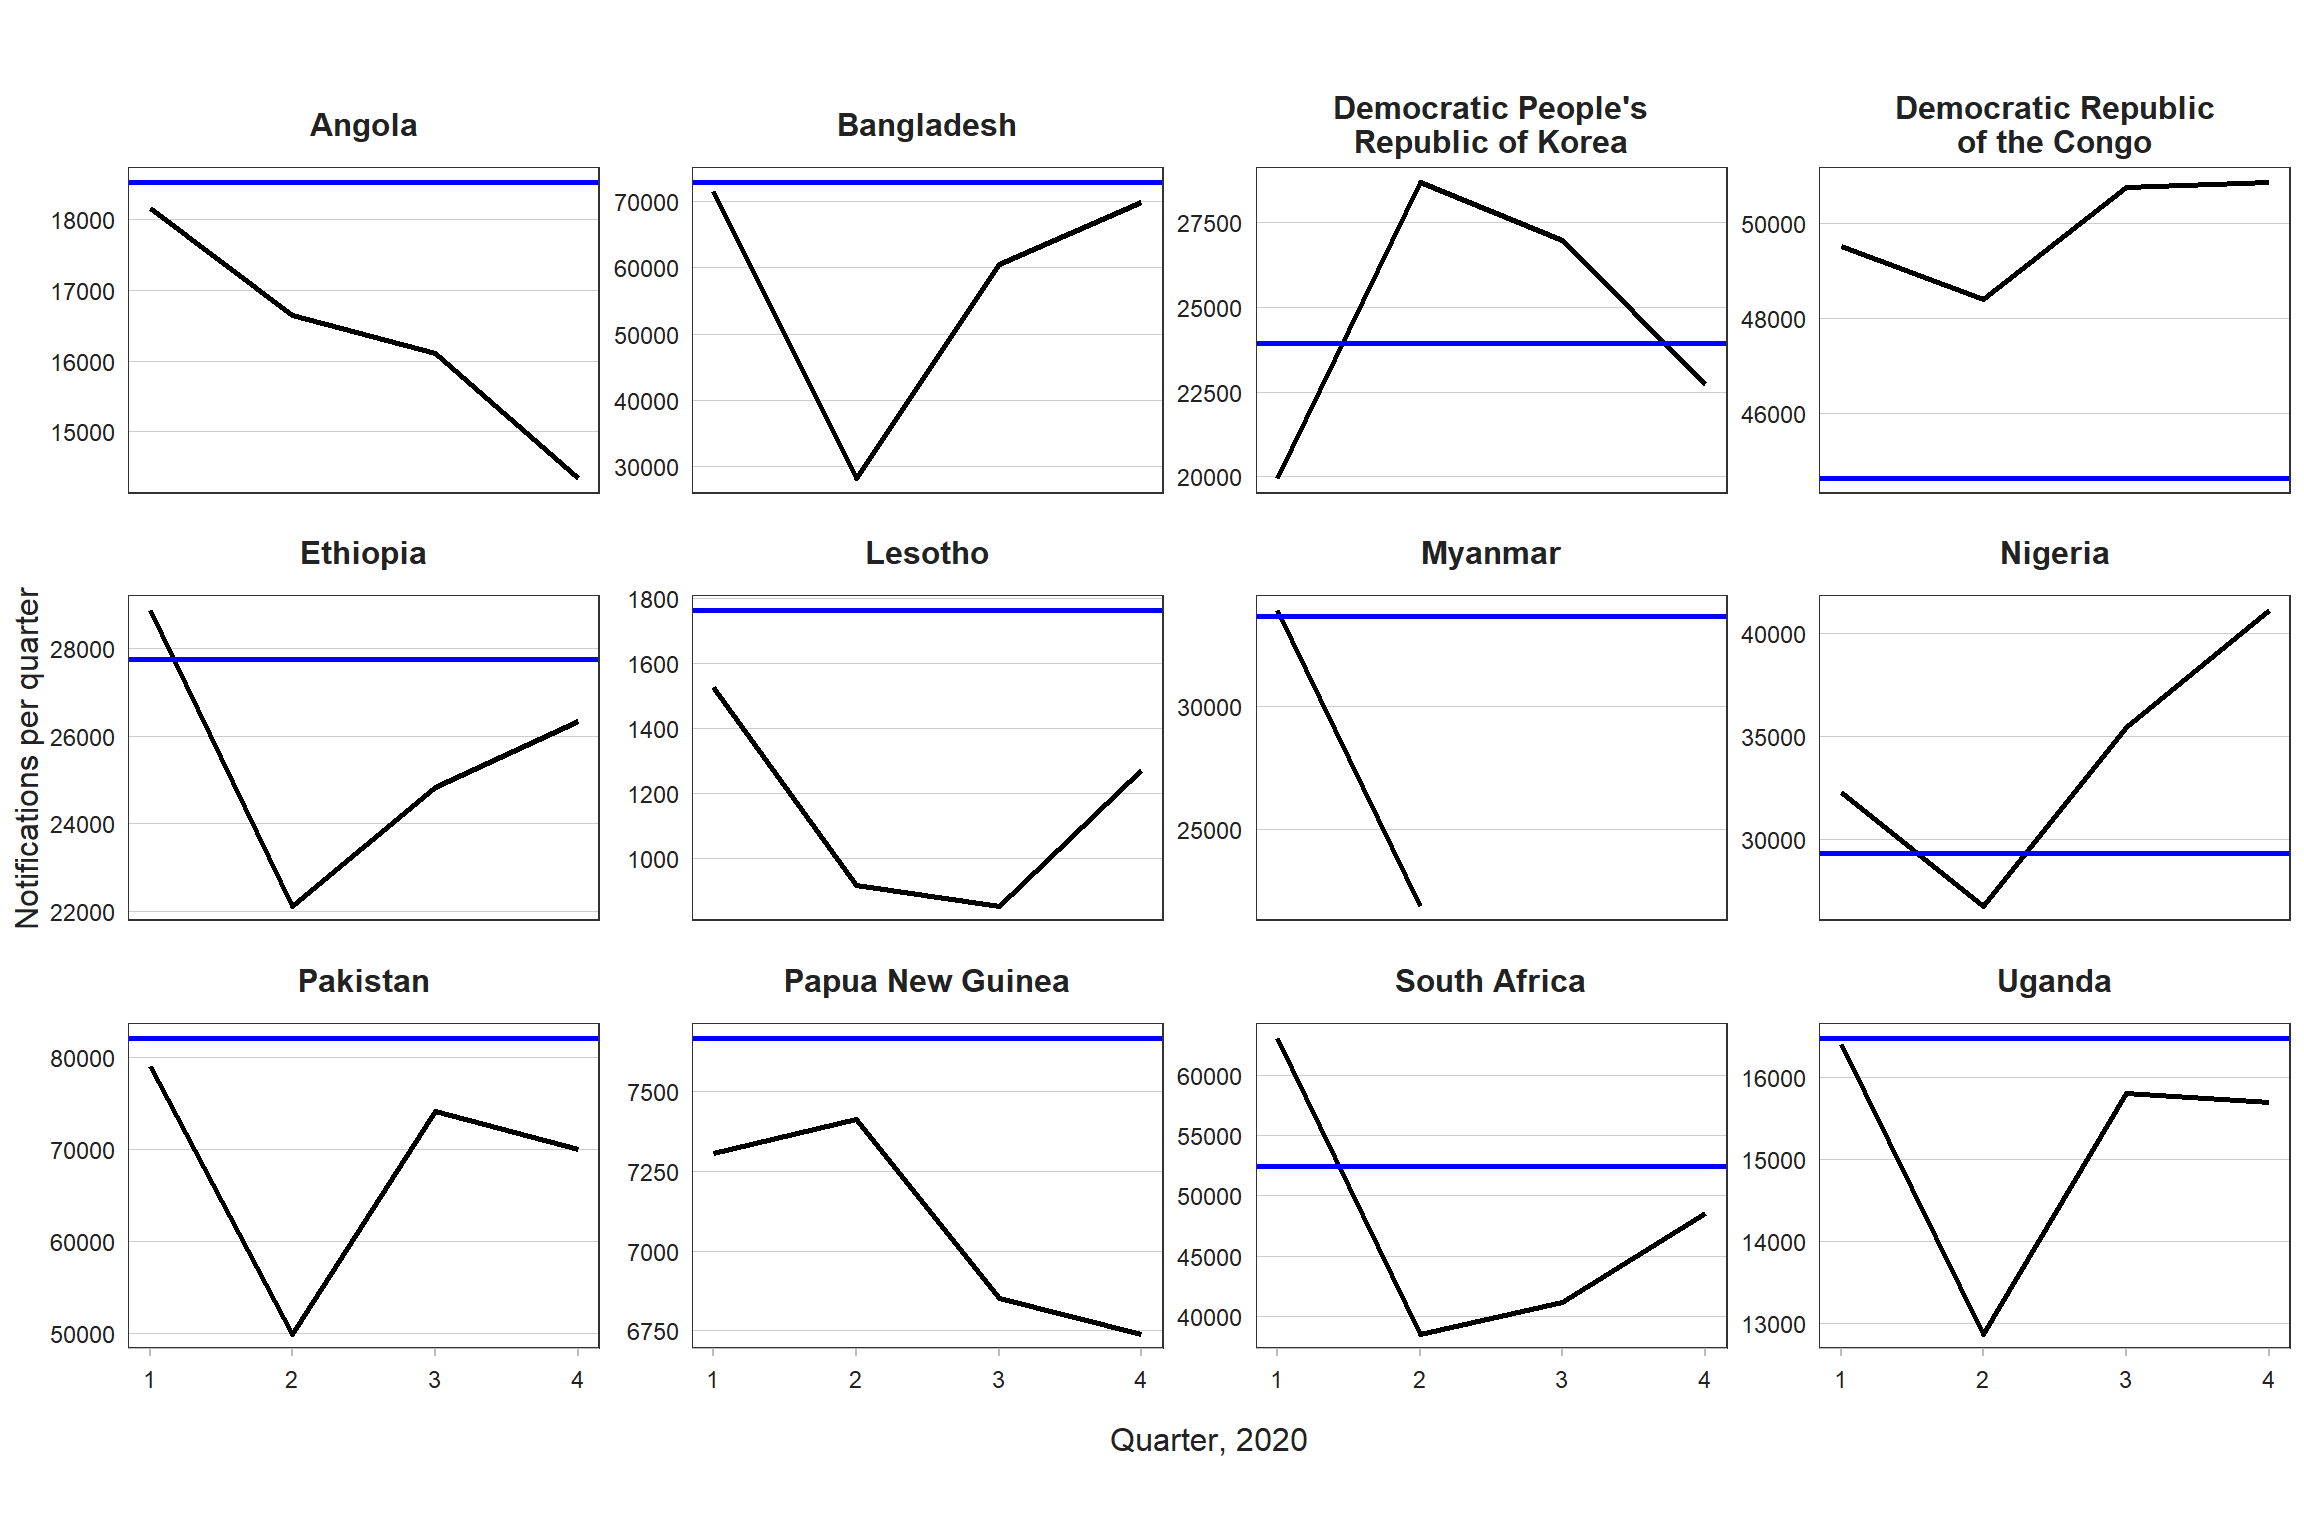 Angola
Bangladesh
Democratic People's
Republic of Korea
Democratic Republic
of the Congo
18000
17000
16000
15000
70000
60000
50000
40000
30000
27500
25000
22500
20000
50000
48000
46000
Ethiopia
Lesotho
Myanmar
Nigeria
Notifications per quarter
28000
26000
24000
22000
1800
1600
1400
1200
1000
30000
25000
40000
35000
30000
Pakistan
Papua New Guinea
South Africa
Uganda
80000
70000
60000
50000
7500
7250
7000
6750
60000
55000
50000
45000
40000
16000
15000
14000
13000
1 2 3 4
1 2 3 4
1 2 3 4
1 2 3 4
Quarter, 2020